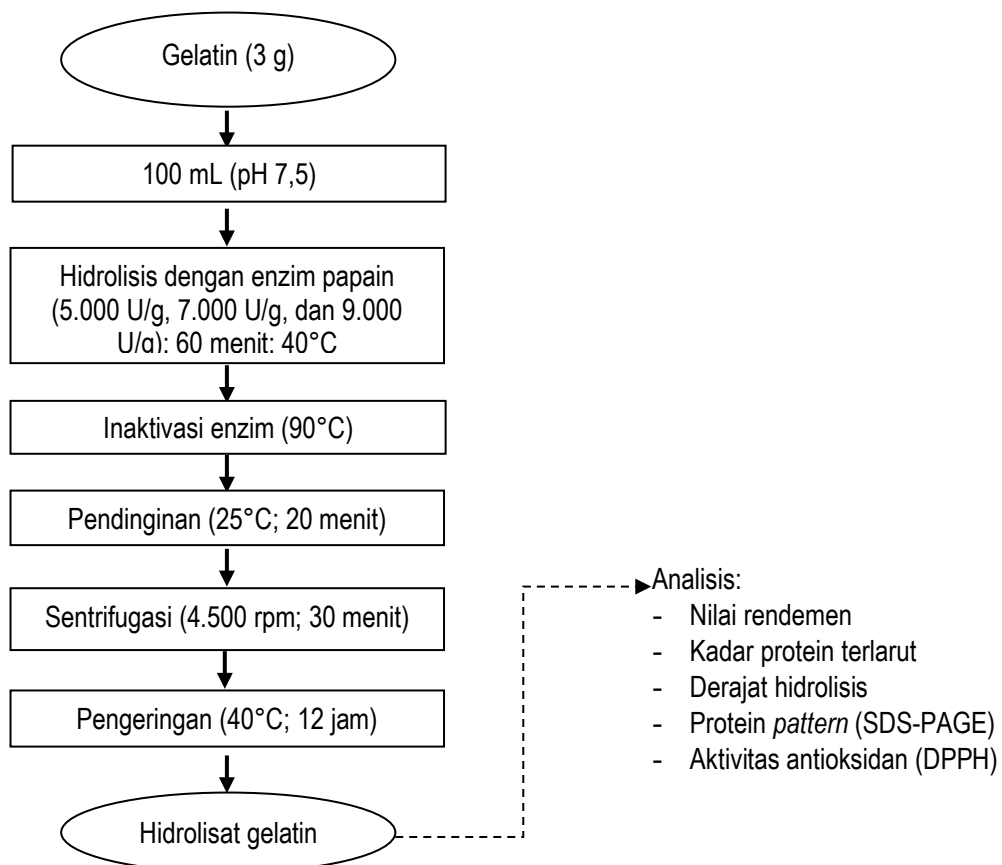 Gelatin (3 g)
100 mL (pH 7,5)
Hidrolisis dengan enzim papain
(5.000 U/g, 7.000 U/g, dan 9.000
U/g); 60 menit; 40°C
Inaktivasi enzim (90°C)
Pendinginan (25°C; 20 menit)
Sentrifugasi (4.500 rpm; 30 menit)
Pengeringan (40°C; 12 jam)
Hidrolisat gelatin
Analisis:
- Nilai rendemen
- Kadar protein terlarut
- Derajat hidrolisis
- Protein pattern (SDS-PAGE)
- Aktivitas antioksidan (DPPH)